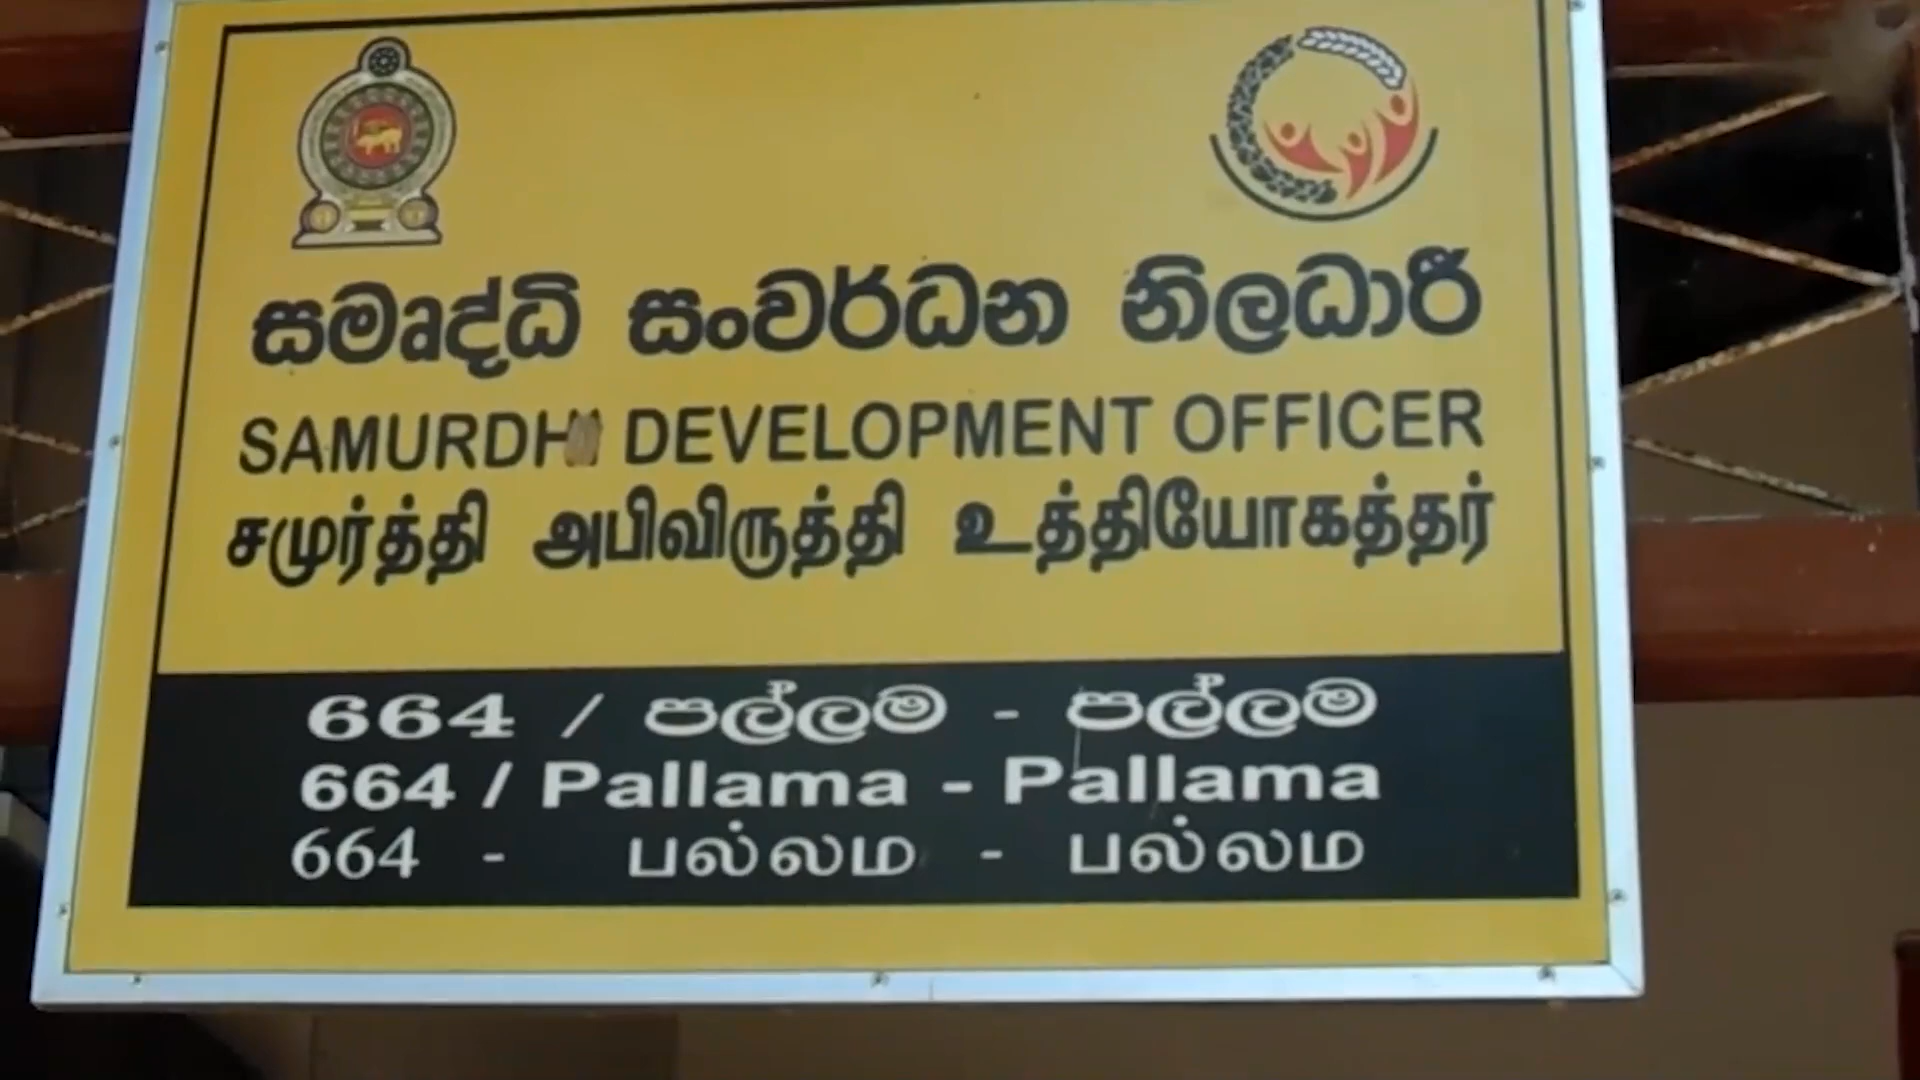 සමෘද්ධි සංවර්ධන නිලධාරී
SAMURDHI DEVELOPMENT OFFICER
சமுர்த்தி அபிவிருத்தி உத்தியோகத்தர்
664 / පල්ලම - පල්ලම
664 / Pallama - Pallama
664 - பல்லம - பல்லம